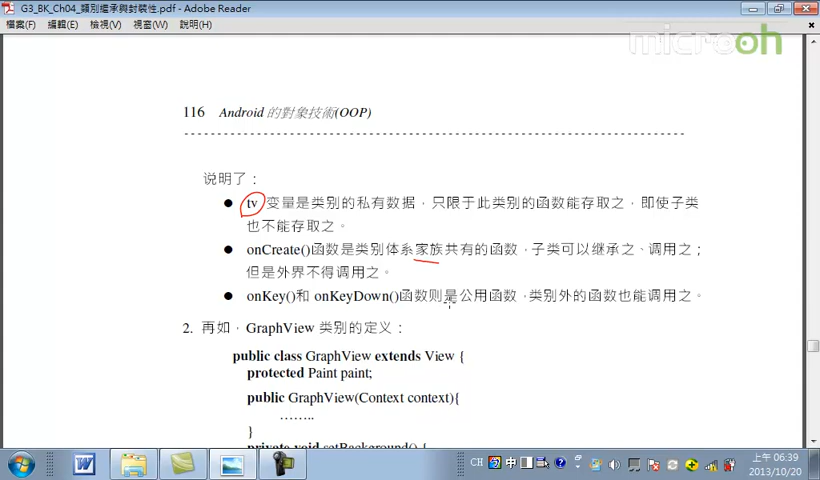 G3_BK_Ch04_類別繼承與封裝性.pdf - Adobe Reader
檔案(F) 編輯(E) 檢視(V) 視窗(W) 說明(H)
microoh
116 Android 的對象技術(OOP)
说明了：
● tv 变量是类别的私有数据，只限于此类别的函数能存取之，即使子类
也不能存取之。
● onCreate()函数是类别体系家族共有的函数，子类可以继承之、调用之；
但是外界不得调用之。
● onKey()和 onKeyDown()函数则是公用函数，类别外的函数也能调用之。
2. 再如，GraphView 类别的定义：
public class GraphView extends View {
protected Paint paint;
public GraphView(Context context){
……..
}
private void setBackground() {
CH 中
上午 06:39
2013/10/20